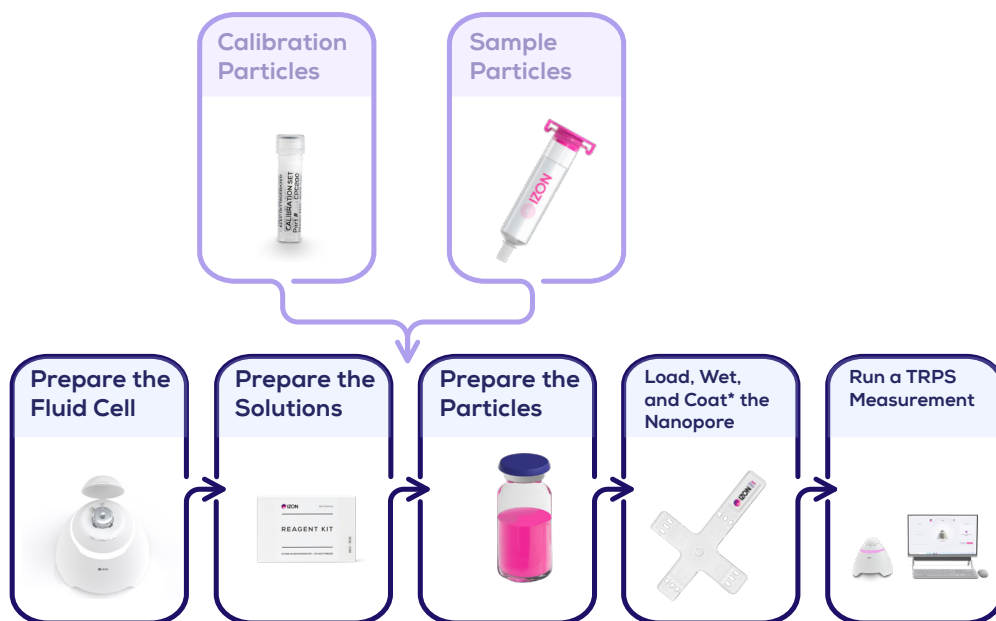 Calibration
Particles
Sample
Particles
CALIBRATION SET
Part # CPC200
IZON
Prepare the
Fluid Cell
Prepare the
Solutions
Prepare the
Particles
Load, Wet,
and Coat* the
Nanopore
Run a TRPS
Measurement
IZON
REAGENT KIT
IZON